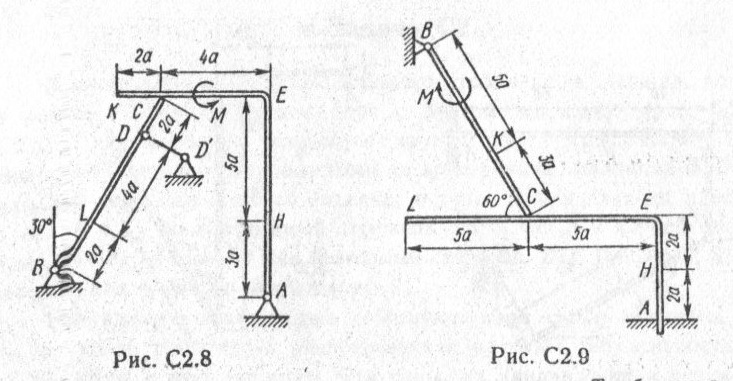 2a 4a
K C E
M
D 2a
D'
5a
4a
30° L H
2a 3a
B A
Рис. С2.8
B
5a
M
K
3a
60° C
L E
5a 5a 2a
H
A 2a
Рис. С2.9